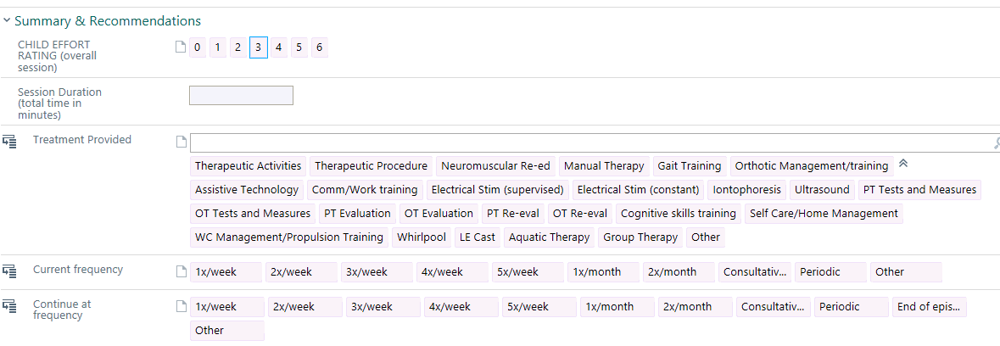 Summary & Recommendations
CHILD EFFORT
RATING (overall
session)
0 1 2 3 4 5 6
Session Duration
(total time in
minutes)
Treatment Provided
Therapeutic Activities Therapeutic Procedure Neuromuscular Re-ed Manual Therapy Gait Training Orthotic Management/training
Assistive Technology Comm/Work training Electrical Stim (supervised) Electrical Stim (constant) Iontophoresis Ultrasound PT Tests and Measures
OT Tests and Measures PT Evaluation OT Evaluation PT Re-eval OT Re-eval Cognitive skills training Self Care/Home Management
WC Management/Propulsion Training Whirlpool LE Cast Aquatic Therapy Group Therapy Other
Current frequency
1x/week 2x/week 3x/week 4x/week 5x/week 1x/month 2x/month Consultativ... Periodic Other
Continue at
frequency
1x/week 2x/week 3x/week 4x/week 5x/week 1x/month 2x/month Consultativ... Periodic End of epis...
Other